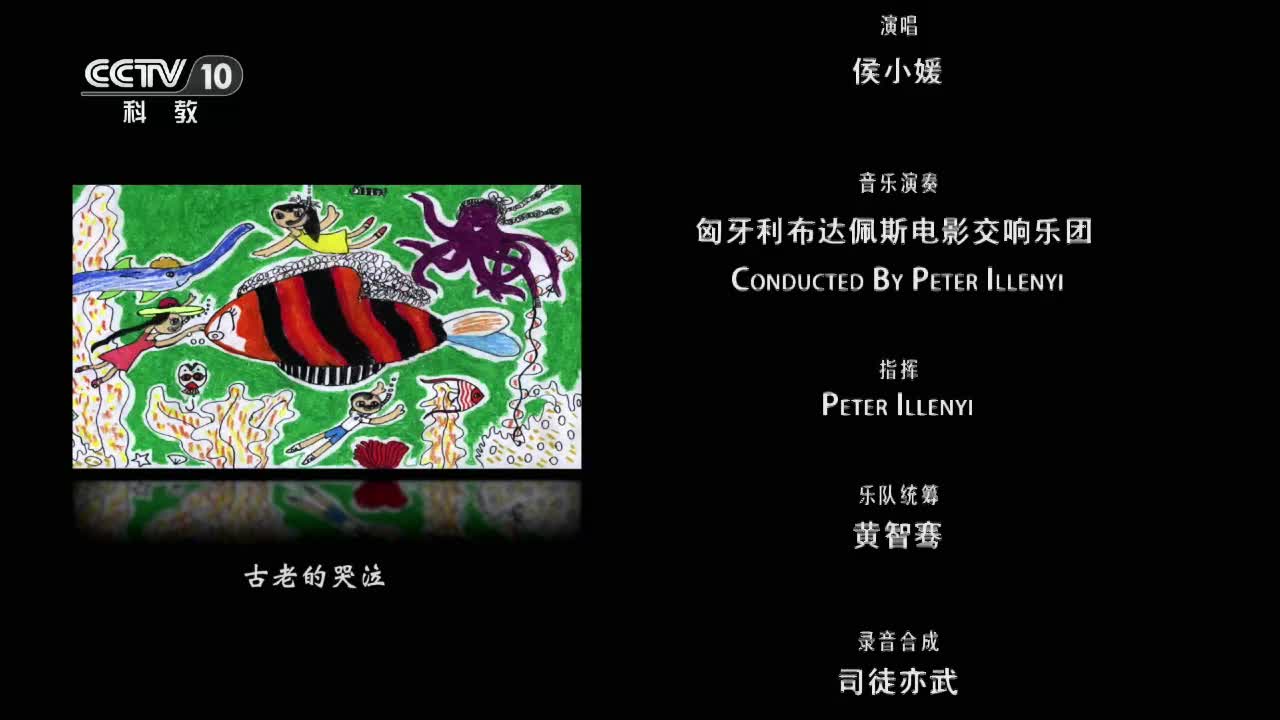 CCTV 10
科教
演唱
侯小媛
音乐演奏
匈牙利布达佩斯电影交响乐团
CONDUCTED BY PETER ILLENYI
指挥
PETER ILLENYI
乐队统筹
黄智骞
录音合成
司徒亦武
古老的哭泣